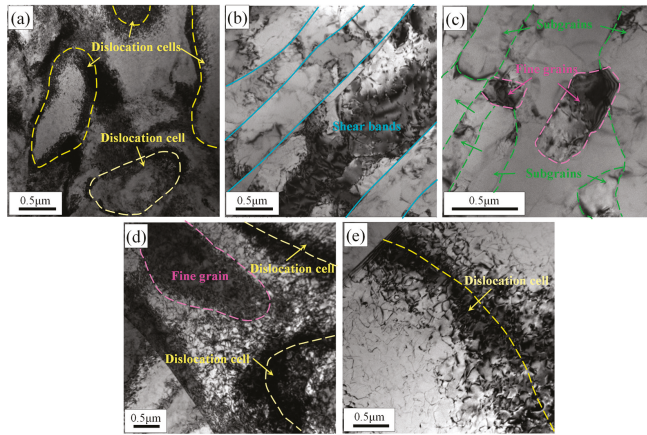 (a)
Dislocation cells
Dislocation cell
0.5μm
(b)
Shear bands
0.5μm
(c)
Subgrains
Fine grains
Subgrains
0.5μm
(d)
Fine grain
Dislocation cell
Dislocation cell
0.5μm
(e)
Dislocation cell
0.5μm